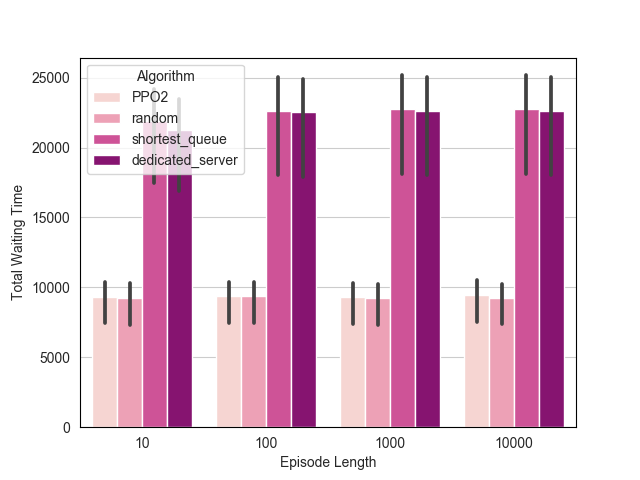 Algorithm
PPO2
random
shortest_queue
dedicated_server
Total Waiting Time
25000
20000
15000
10000
5000
0
10
100
1000
10000
Episode Length